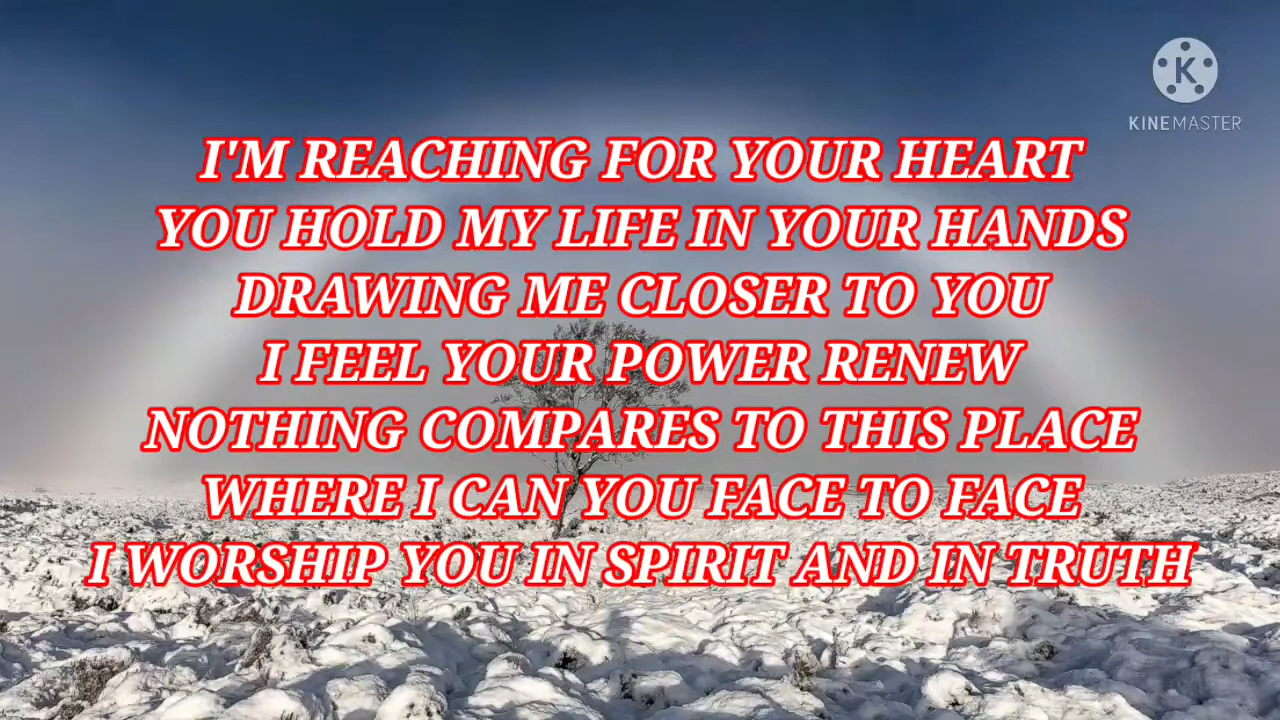 KINEMASTER
I'M REACHING FOR YOUR HEART
YOU HOLD MY LIFE IN YOUR HANDS
DRAWING ME CLOSER TO YOU
I FEEL YOUR POWER RENEW
NOTHING COMPARES TO THIS PLACE
WHERE I CAN YOU FACE TO FACE
I WORSHIP YOU IN SPIRIT AND IN TRUTH